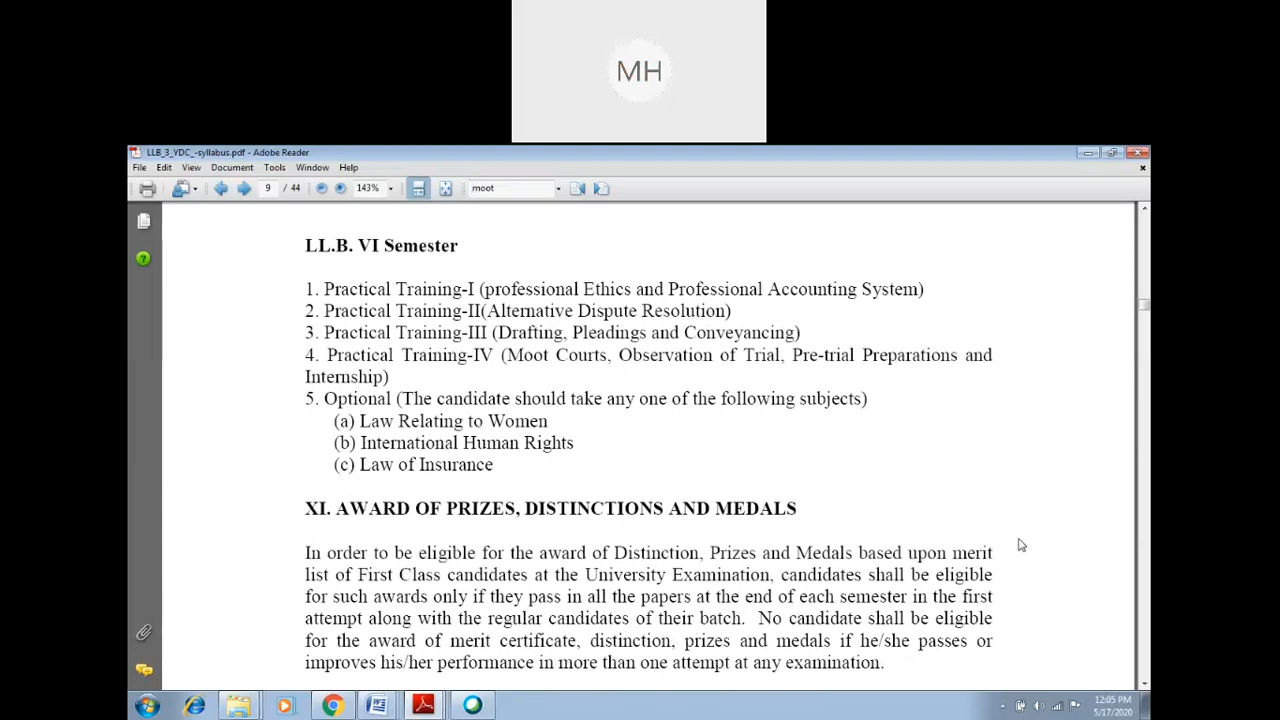 MH
LLB_3_YDC_-syllabus.pdf - Adobe Reader
File Edit View Document Tools Window Help
9 / 44 143% moot
LL.B. VI Semester
1. Practical Training-I (professional Ethics and Professional Accounting System)
2. Practical Training-II(Alternative Dispute Resolution)
3. Practical Training-III (Drafting, Pleadings and Conveyancing)
4. Practical Training-IV (Moot Courts, Observation of Trial, Pre-trial Preparations and
Internship)
5. Optional (The candidate should take any one of the following subjects)
(a) Law Relating to Women
(b) International Human Rights
(c) Law of Insurance
XI. AWARD OF PRIZES, DISTINCTIONS AND MEDALS
In order to be eligible for the award of Distinction, Prizes and Medals based upon merit
list of First Class candidates at the University Examination, candidates shall be eligible
for such awards only if they pass in all the papers at the end of each semester in the first
attempt along with the regular candidates of their batch. No candidate shall be eligible
for the award of merit certificate, distinction, prizes and medals if he/she passes or
improves his/her performance in more than one attempt at any examination.
12:05 PM
5/17/2020